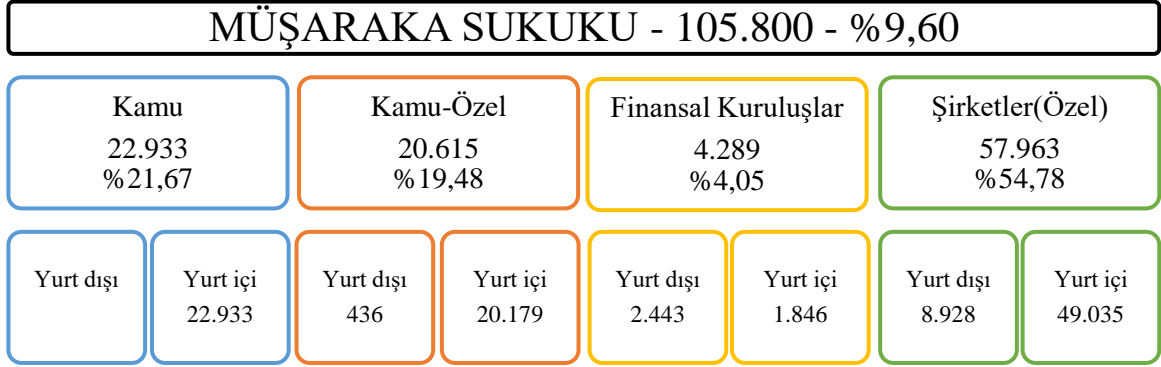 MÜŞARAKA SUKUKU - 105.800 - %9,60
Kamu
22.933
%21,67
Kamu-Özel
20.615
%19,48
Finansal Kuruluşlar
4.289
%4,05
Şirketler(Özel)
57.963
%54,78
Yurt dışı
Yurt içi
22.933
Yurt dışı
436
Yurt içi
20.179
Yurt dışı
2.443
Yurt içi
1.846
Yurt dışı
8.928
Yurt içi
49.035